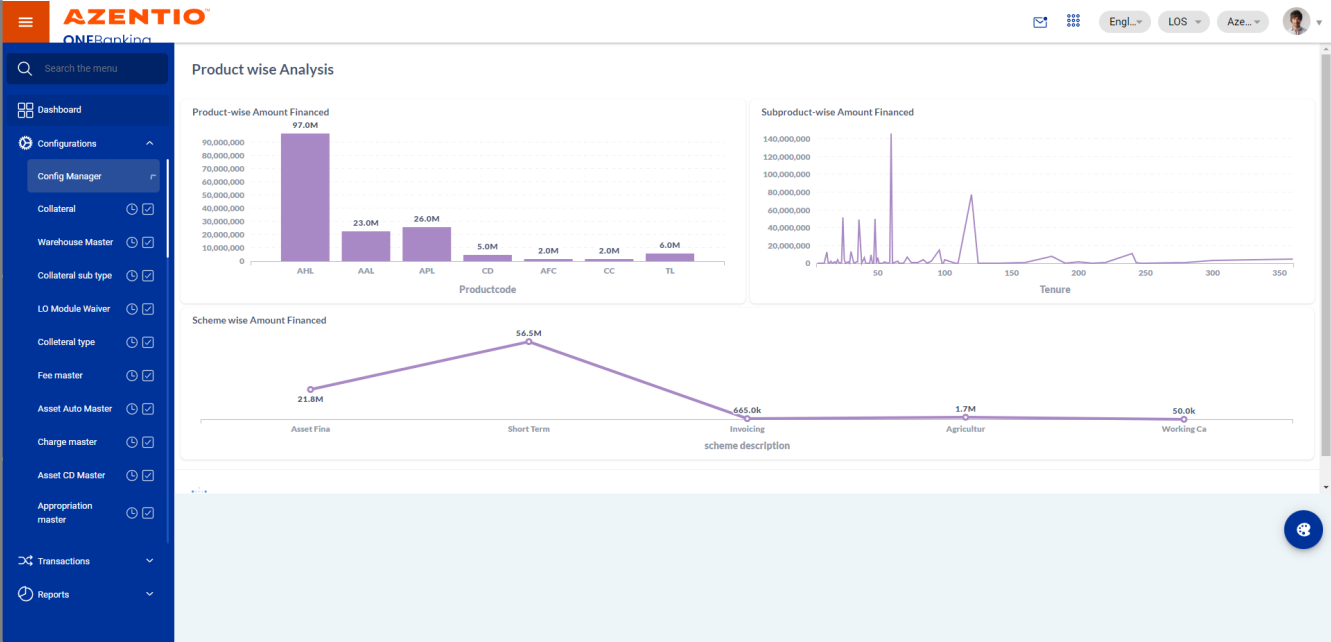 AZENTIO
ONEBanking
Engl...
LOS
Aze...
Search the menu
Dashboard
Configurations
Config Manager
Collateral
Warehouse Master
Collateral sub type
LO Module Waiver
Colleteral type
Fee master
Asset Auto Master
Charge master
Asset CD Master
Appropriation
master
Transactions
Reports
Product wise Analysis
Product-wise Amount Financed
97.0M
90,000,000
80,000,000
70,000,000
60,000,000
50,000,000
40,000,000
30,000,000
20,000,000
10,000,000
0
23.0M
26.0M
5.0M
2.0M
2.0M
6.0M
AHL
AAL
APL
CD
AFC
CC
TL
Productcode
Subproduct-wise Amount Financed
140,000,000
120,000,000
100,000,000
80,000,000
60,000,000
40,000,000
20,000,000
0
50
100
150
200
250
300
350
Tenure
Scheme wise Amount Financed
21.8M
56.5M
665.0k
1.7M
50.0k
Asset Fina
Short Term
Invoicing
Agricultur
Working Ca
scheme description